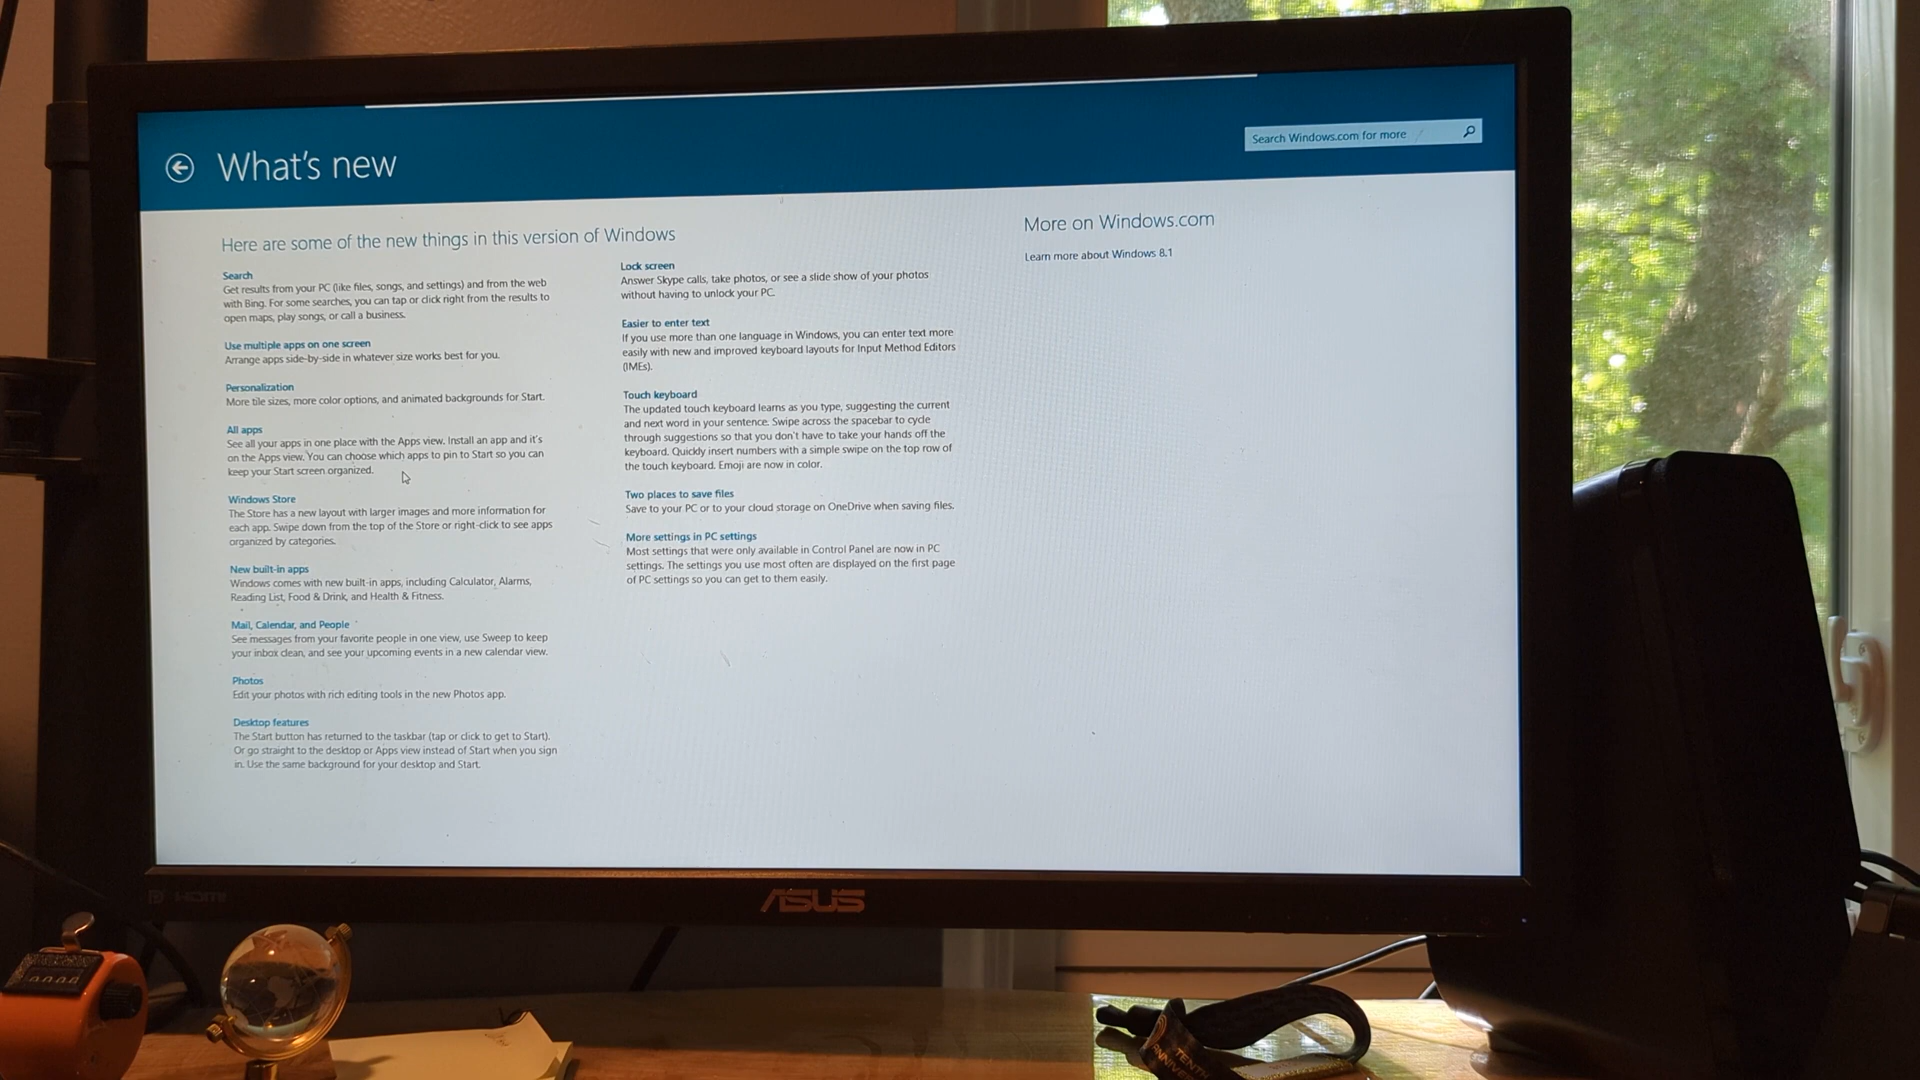 What's new
Search Windows.com for more
Here are some of the new things in this version of Windows
Search
Get results from your PC (like files, songs, and settings) and from the web
with Bing. For some searches, you can tap or click right from the results to
open maps, play songs, or call a business.
Use multiple apps on one screen
Arrange apps side-by-side in whatever size works best for you.
Personalization
More tile sizes, more color options, and animated backgrounds for Start.
All apps
See all your apps in one place with the Apps view. Install an app and it's
on the Apps view. You can choose which apps to pin to Start so you can
keep your Start screen organized.
Windows Store
The Store has a new layout with larger images and more information for
each app. Swipe down from the top of the Store or right-click to see apps
organized by categories.
New built-in apps
Windows comes with new built-in apps, including Calculator, Alarms,
Reading List, Food & Drink, and Health & Fitness.
Mail, Calendar, and People
See messages from your favorite people in one view, use Sweep to keep
your inbox clean, and see your upcoming events in a new calendar view.
Photos
Edit your photos with rich editing tools in the new Photos app.
Desktop features
The Start button has returned to the taskbar (tap or click to get to Start).
Or go straight to the desktop or Apps view instead of Start when you sign
in. Use the same background for your desktop and Start.
Lock screen
Answer Skype calls, take photos, or see a slide show of your photos
without having to unlock your PC.
Easier to enter text
If you use more than one language in Windows, you can enter text more
easily with new and improved keyboard layouts for Input Method Editors
(IMEs).
Touch keyboard
The updated touch keyboard learns as you type, suggesting the current
and next word in your sentence. Swipe across the spacebar to cycle
through suggestions so that you don't have to take your hands off the
keyboard. Quickly insert numbers with a simple swipe on the top row of
the touch keyboard. Emoji are now in color.
Two places to save files
Save to your PC or to your cloud storage on OneDrive when saving files.
More settings in PC settings
Most settings that were only available in Control Panel are now in PC
settings. The settings you use most often are displayed on the first page
of PC settings so you can get to them easily.
More on Windows.com
Learn more about Windows 8.1
HDMI
ASUS
TENTH